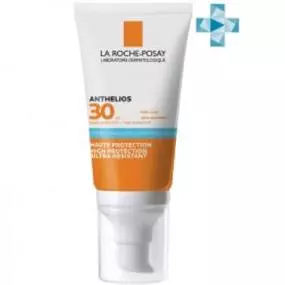 LA ROCHE-POSAY
LABORATOIRE DERMATOLOGIQUE
ANTHELIOS
30
HAUTE PROTECTION
HIGH PROTECTION
ULTRA RESISTANT